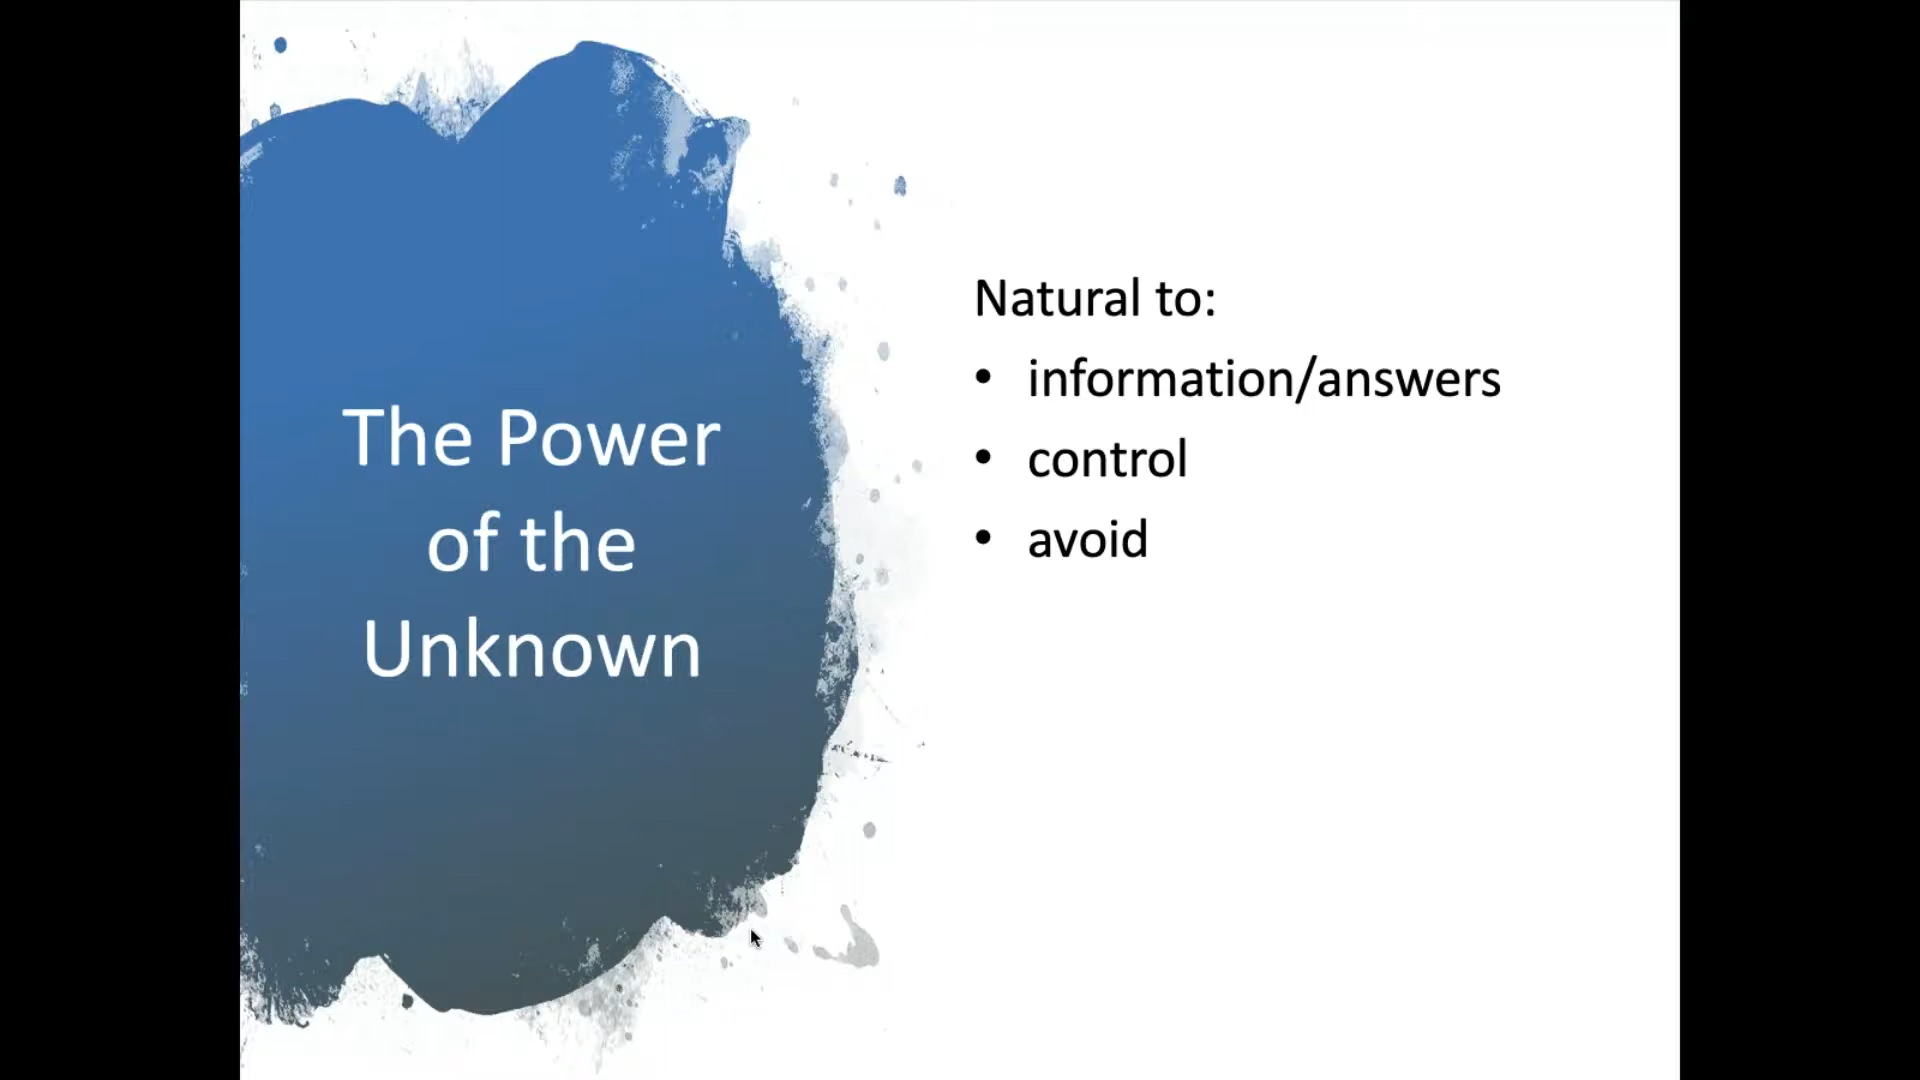 The Power
of the
Unknown
Natural to:
• information/answers
• control
• avoid